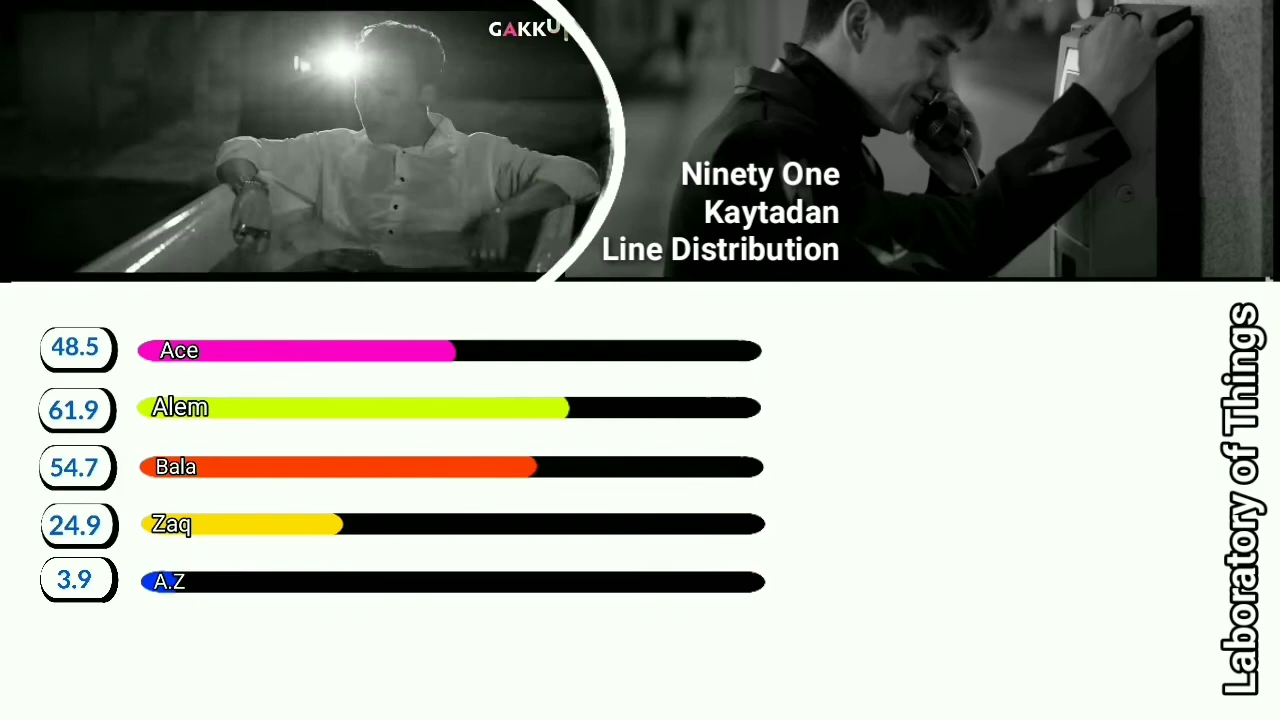 GAKKU
Ninety One
Kaytadan
Line Distribution
48.5
Ace
61.9
Alem
54.7
Bala
24.9
Zaq
3.9
A.Z
Laboratory of Things